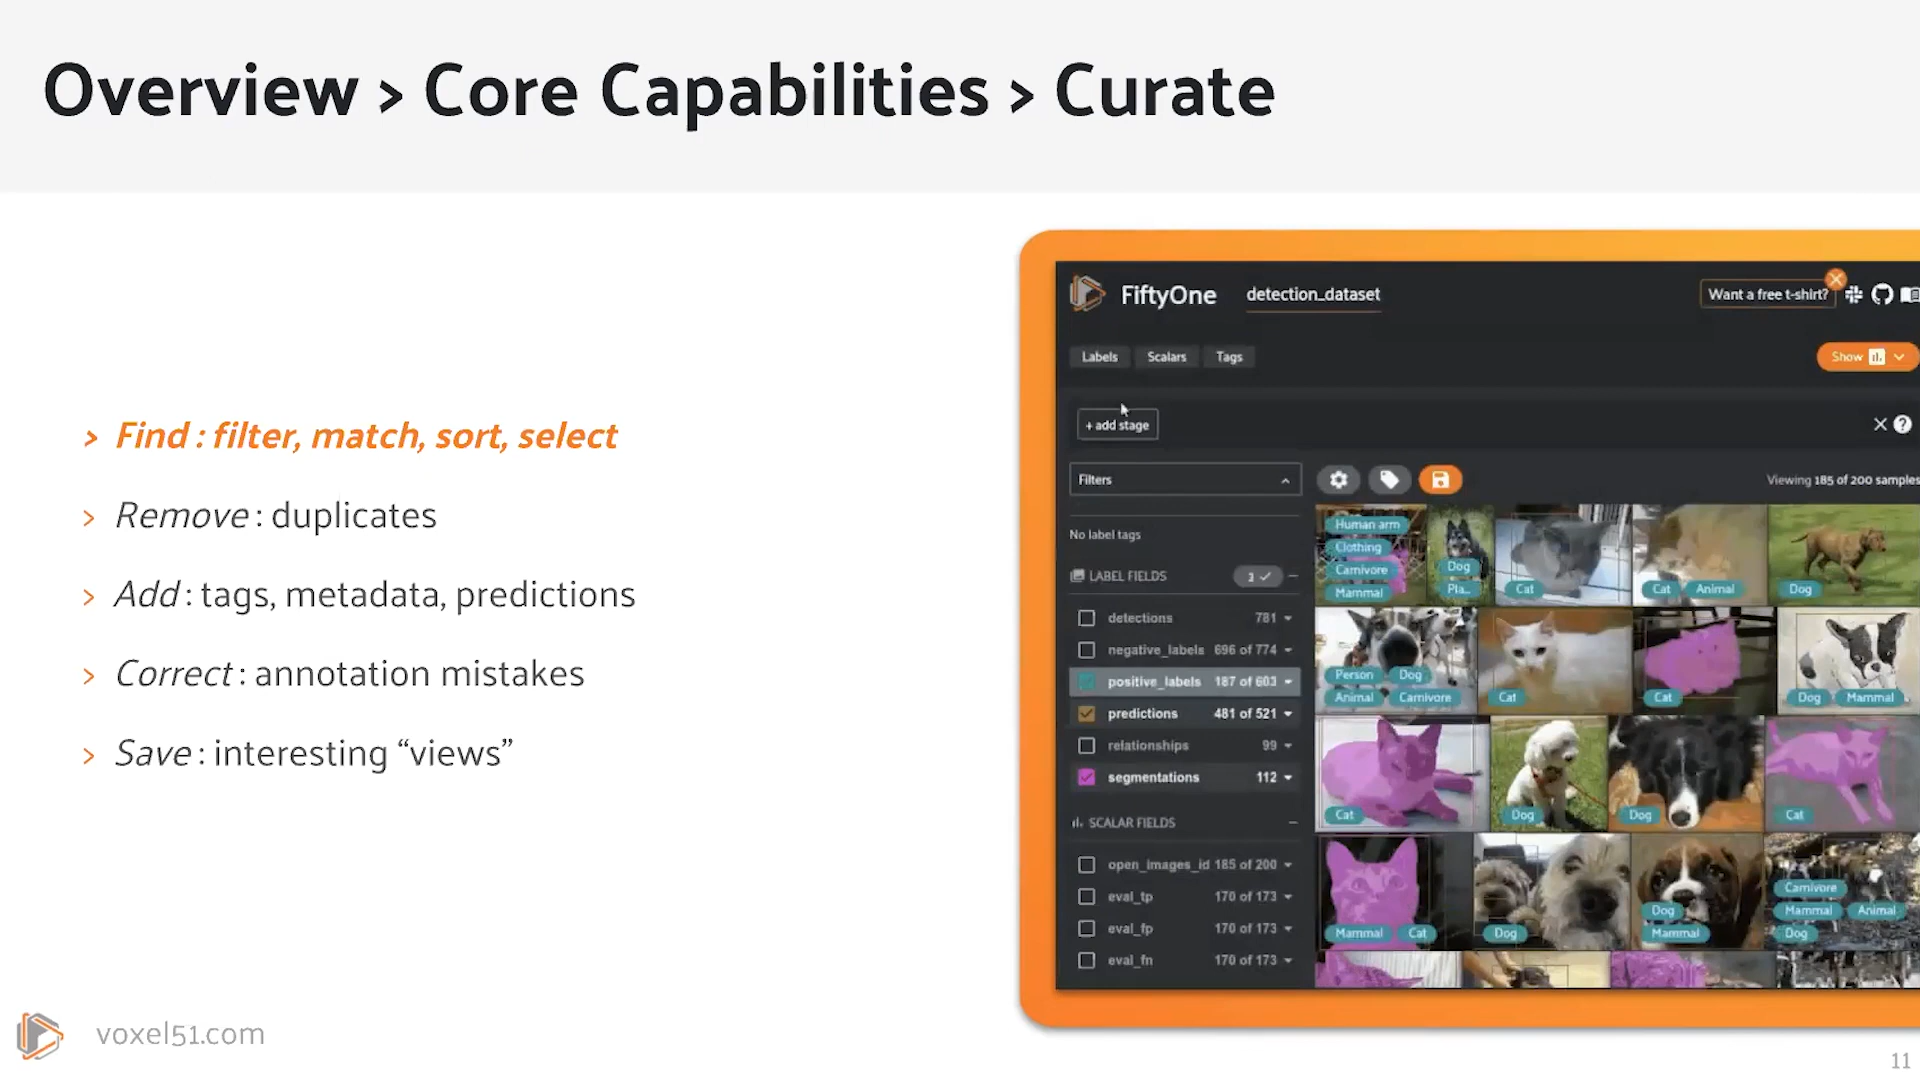 Overview > Core Capabilities > Curate
> Find : filter, match, sort, select
> Remove : duplicates
> Add : tags, metadata, predictions
> Correct : annotation mistakes
> Save : interesting “views”
FiftyOne
detection_dataset
Want a free t-shirt?
Labels
Scalars
Tags
Show
+ add stage
Filters
Viewing 185 of 200 samples
No label tags
LABEL FIELDS
detections 781
negative_labels 696 of 774
positive_labels 187 of 603
predictions 481 of 521
relationships 99
segmentations 112
SCALAR FIELDS
open_images_id 185 of 200
eval_tp 170 of 173
eval_fp 170 of 173
eval_fn 170 of 173
Human arm
Clothing
Carnivore
Mammal
Dog
Pla...
Cat
Cat Animal
Dog
Person Dog
Animal Carnivore
Cat
Cat
Dog Mammal
Cat
Dog
Dog
Cat
Mammal Cat
Dog
Dog
Mammal
Carnivore
Mammal Animal
Dog
voxel51.com
11